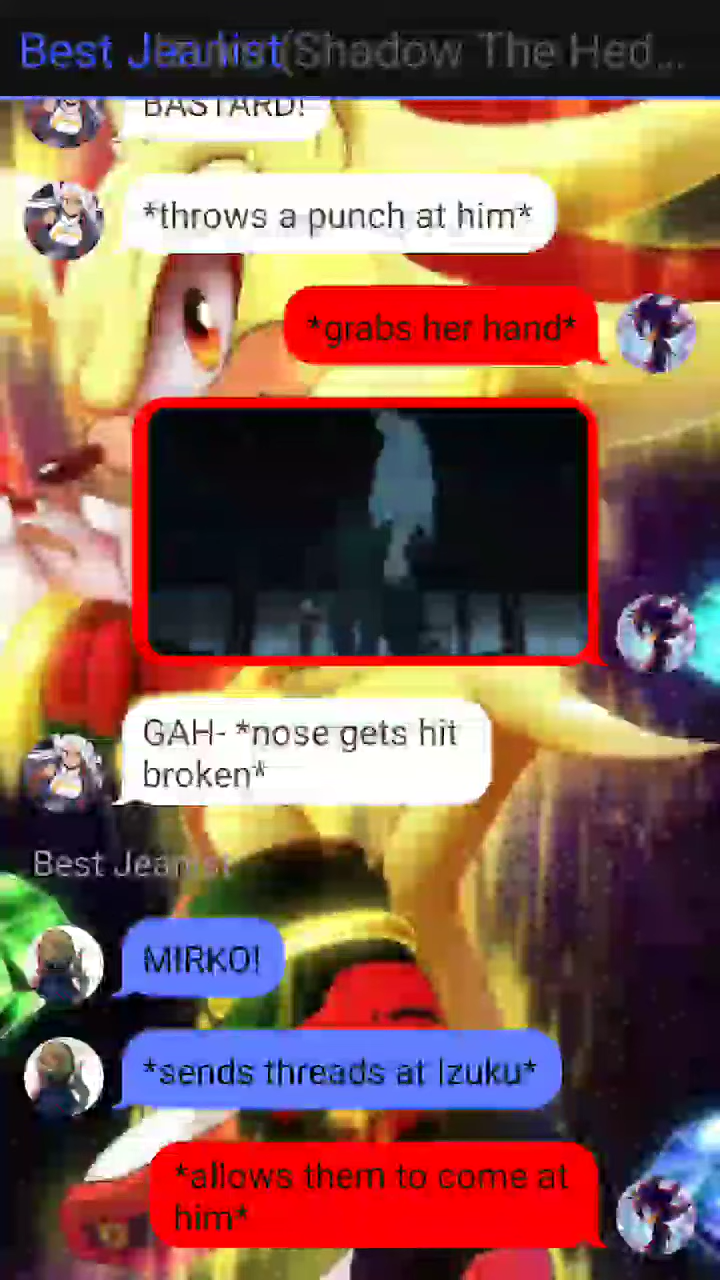 Best Jeanist (Shadow The Hed...
BASTARD!
*throws a punch at him*
*grabs her hand*
GAH- *nose gets hit
broken*
Best Jeanist
MIRKO!
*sends threads at Izuku*
*allows them to come at
him*